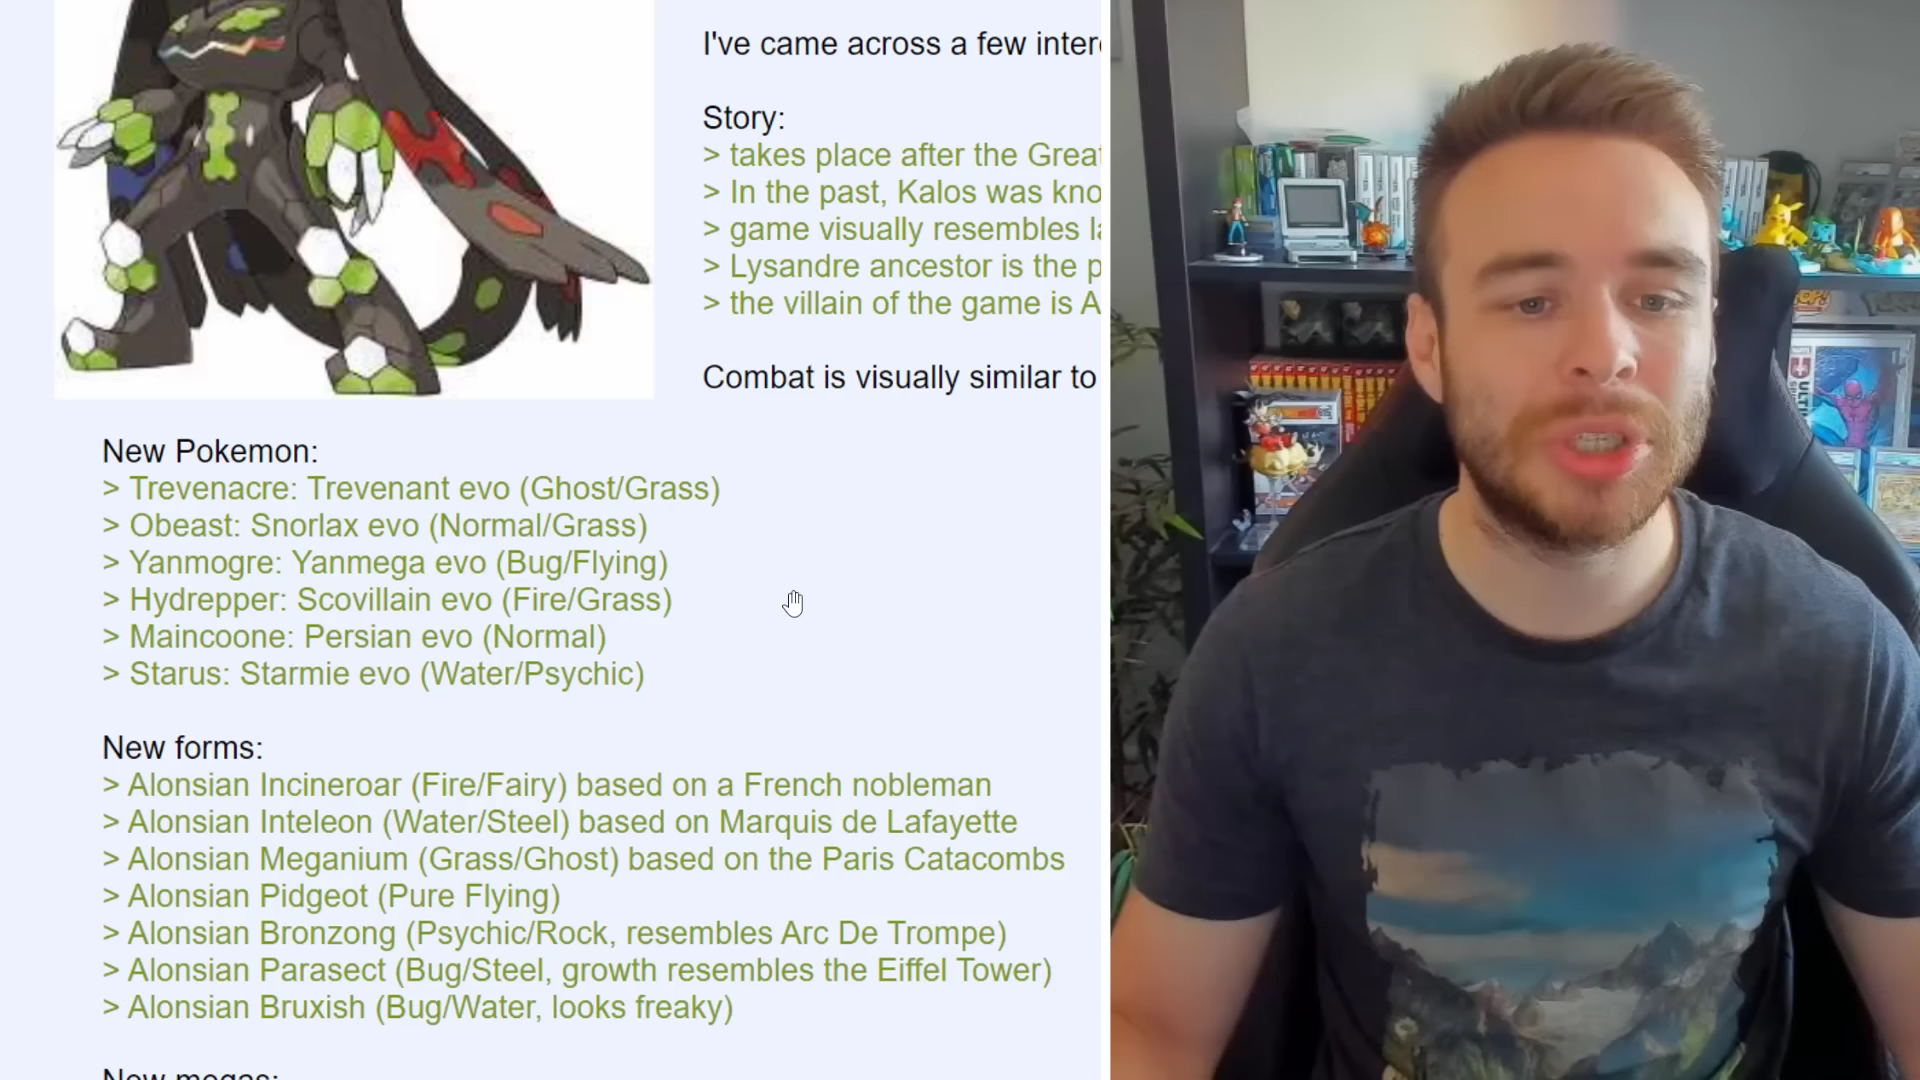 I've came across a few inter
Story:
> takes place after the Great
> In the past, Kalos was kno
> game visually resembles la
> Lysandre ancestor is the p
> the villain of the game is A
Combat is visually similar to
New Pokemon:
> Trevenacre: Trevenant evo (Ghost/Grass)
> Obeast: Snorlax evo (Normal/Grass)
> Yanmogre: Yanmega evo (Bug/Flying)
> Hydrepper: Scovillain evo (Fire/Grass)
> Maincoone: Persian evo (Normal)
> Starus: Starmie evo (Water/Psychic)
New forms:
> Alonsian Incineroar (Fire/Fairy) based on a French nobleman
> Alonsian Inteleon (Water/Steel) based on Marquis de Lafayette
> Alonsian Meganium (Grass/Ghost) based on the Paris Catacombs
> Alonsian Pidgeot (Pure Flying)
> Alonsian Bronzong (Psychic/Rock, resembles Arc De Trompe)
> Alonsian Parasect (Bug/Steel, growth resembles the Eiffel Tower)
> Alonsian Bruxish (Bug/Water, looks freaky)
New megas: